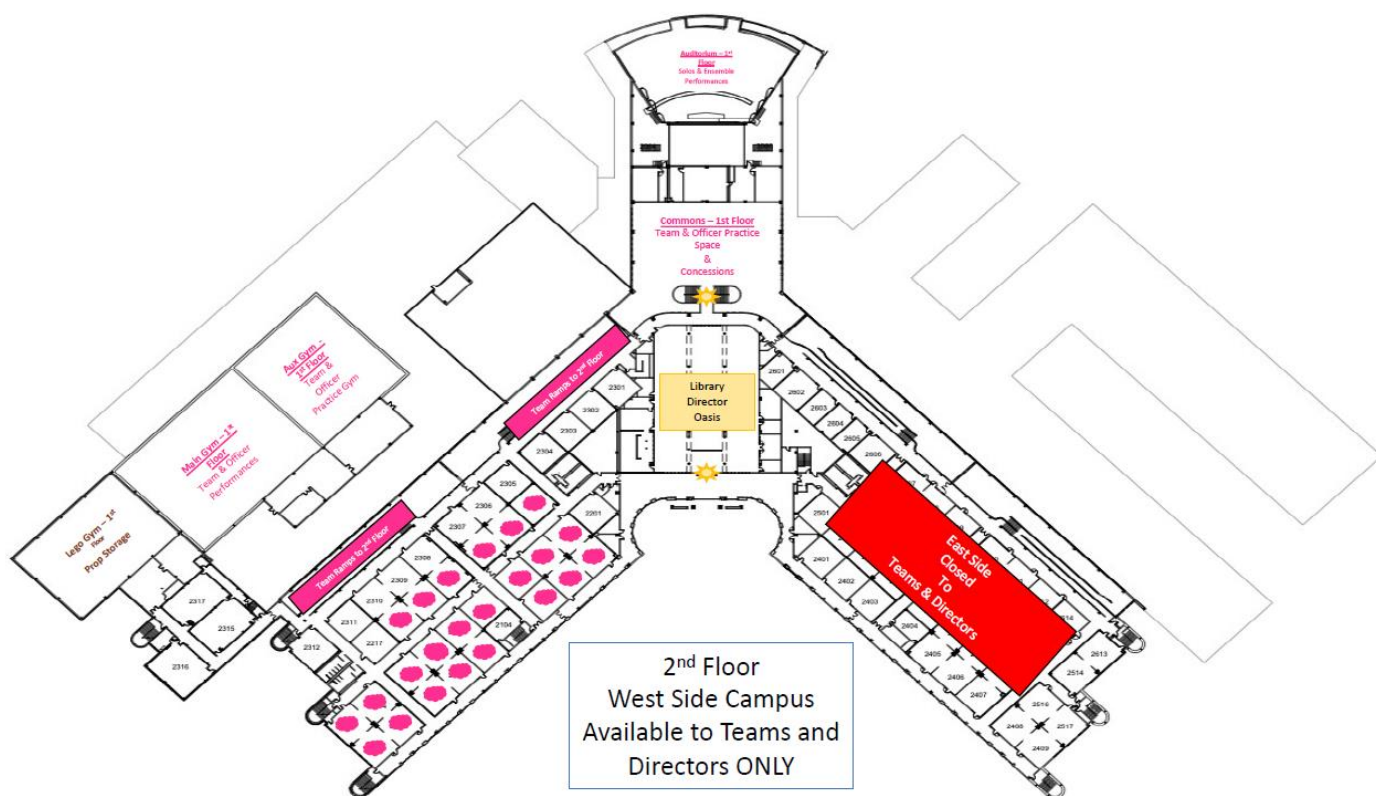 Auditorium – 1st
Floor
Solos & Ensemble
Performances
Commons – 1st Floor
Team & Officer Practice
Space
&
Concessions
Aux Gym -
1st Floor
Team &
Officer
Practice Gym
Main Gym – 1st
Floor
Team & Officer
Performances
Lego Gym – 1st
Floor
Prop Storage
Team Ramps to 2nd Floor
Team Ramps to 2nd Floor
Library
Director
Oasis
East Side
Closed
To
Teams & Directors
2nd Floor
West Side Campus
Available to Teams and
Directors ONLY
2301
2302
2303
2304
2305
2306
2307
2201
2308
2309
2310
2311
2217
2104
2312
2317
2315
2316
2601
2602
2603
2604
2605
2606
2501
2401
2402
2403
2404
2405
2406
2407
2613
2514
2516
2517
2408
2409